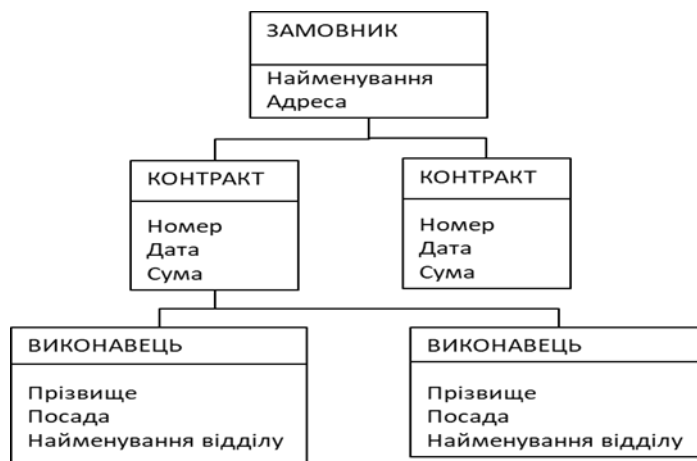 ЗАМОВНИК
Найменування
Адреса
КОНТРАКТ
Номер
Дата
Сума
КОНТРАКТ
Номер
Дата
Сума
ВИКОНАВЕЦЬ
Прізвище
Посада
Найменування відділу
ВИКОНАВЕЦЬ
Прізвище
Посада
Найменування відділу